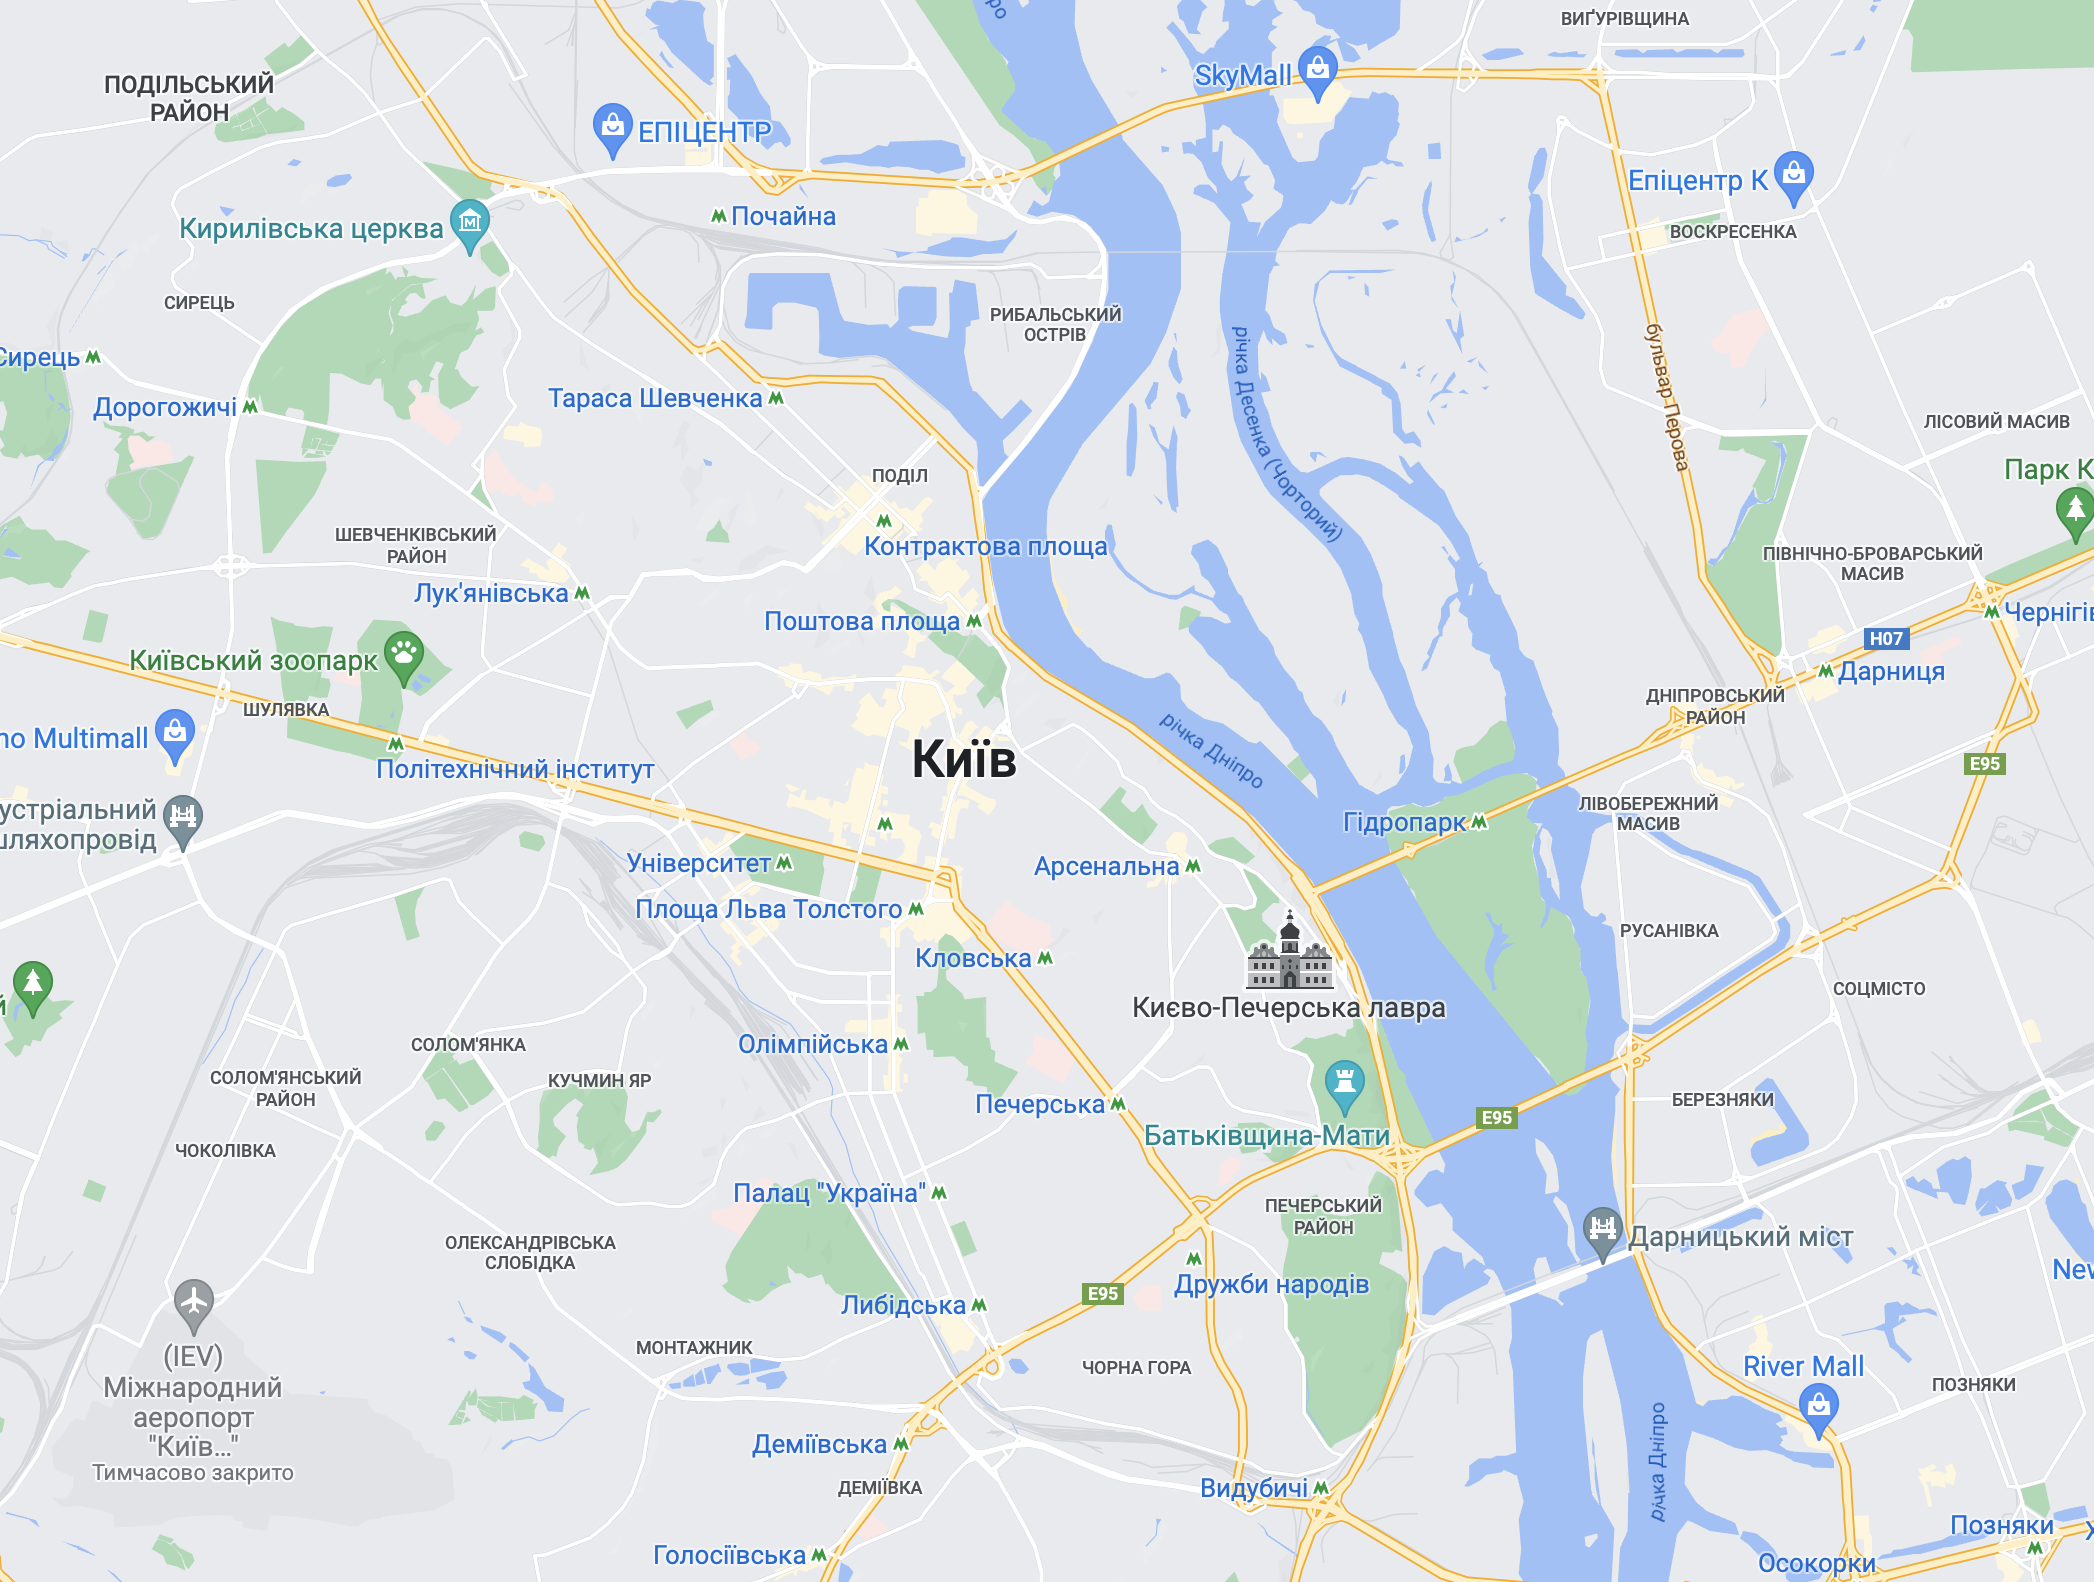 ВИҐУРІВЩИНА
SkyMall
ПОДІЛЬСЬКИЙ
РАЙОН
ЕПІЦЕНТР
Епіцентр К
Почайна
Кирилівська церква
ВОСКРЕСЕНКА
СИРЕЦЬ
РИБАЛЬСЬКИЙ
ОСТРІВ
Сирець
річка Десенка (Чорторий)
бульвар Перова
Тараса Шевченка
Дорогожичі
ЛІСОВИЙ МАСИВ
Парк К
ПОДІЛ
ШЕВЧЕНКІВСЬКИЙ
РАЙОН
Контрактова площа
ПІВНІЧНО-БРОВАРСЬКИЙ
МАСИВ
Лук'янівська
Поштова площа
Чернігів
H07
Київський зоопарк
Дарниця
ДНІПРОВСЬКИЙ
РАЙОН
ШУЛЯВКА
no Multimall
річка Дніпро
Київ
E95
Політехнічний інститут
устріальний
шляхопровід
ЛІВОБЕРЕЖНИЙ
МАСИВ
Гідропарк
Університет
Арсенальна
Площа Льва Толстого
РУСАНІВКА
Кловська
СОЦМІСТО
Києво-Печерська лавра
й
СОЛОМ'ЯНКА
Олімпійська
СОЛОМ'ЯНСЬКИЙ
РАЙОН
КУЧМИН ЯР
Печерська
БЕРЕЗНЯКИ
E95
Батьківщина-Мати
ЧОКОЛІВКА
Палац "Україна"
ПЕЧЕРСЬКИЙ
РАЙОН
Дарницький міст
ОЛЕКСАНДРІВСЬКА
СЛОБІДКА
New
Дружби народів
E95
Либідська
МОНТАЖНИК
(IEV)
Міжнародний
аеропорт
"Київ..."
Тимчасово закрито
ЧОРНА ГОРА
River Mall
ПОЗНЯКИ
річка Дніпро
Деміївська
ДЕМІЇВКА
Видубичі
Позняки
Голосіївська
Осокорки